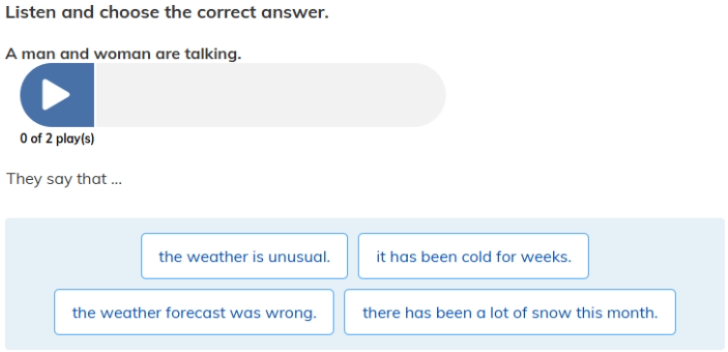 Listen and choose the correct answer.
A man and woman are talking.
0 of 2 play(s)
They say that ...
the weather is unusual.
it has been cold for weeks.
the weather forecast was wrong.
there has been a lot of snow this month.